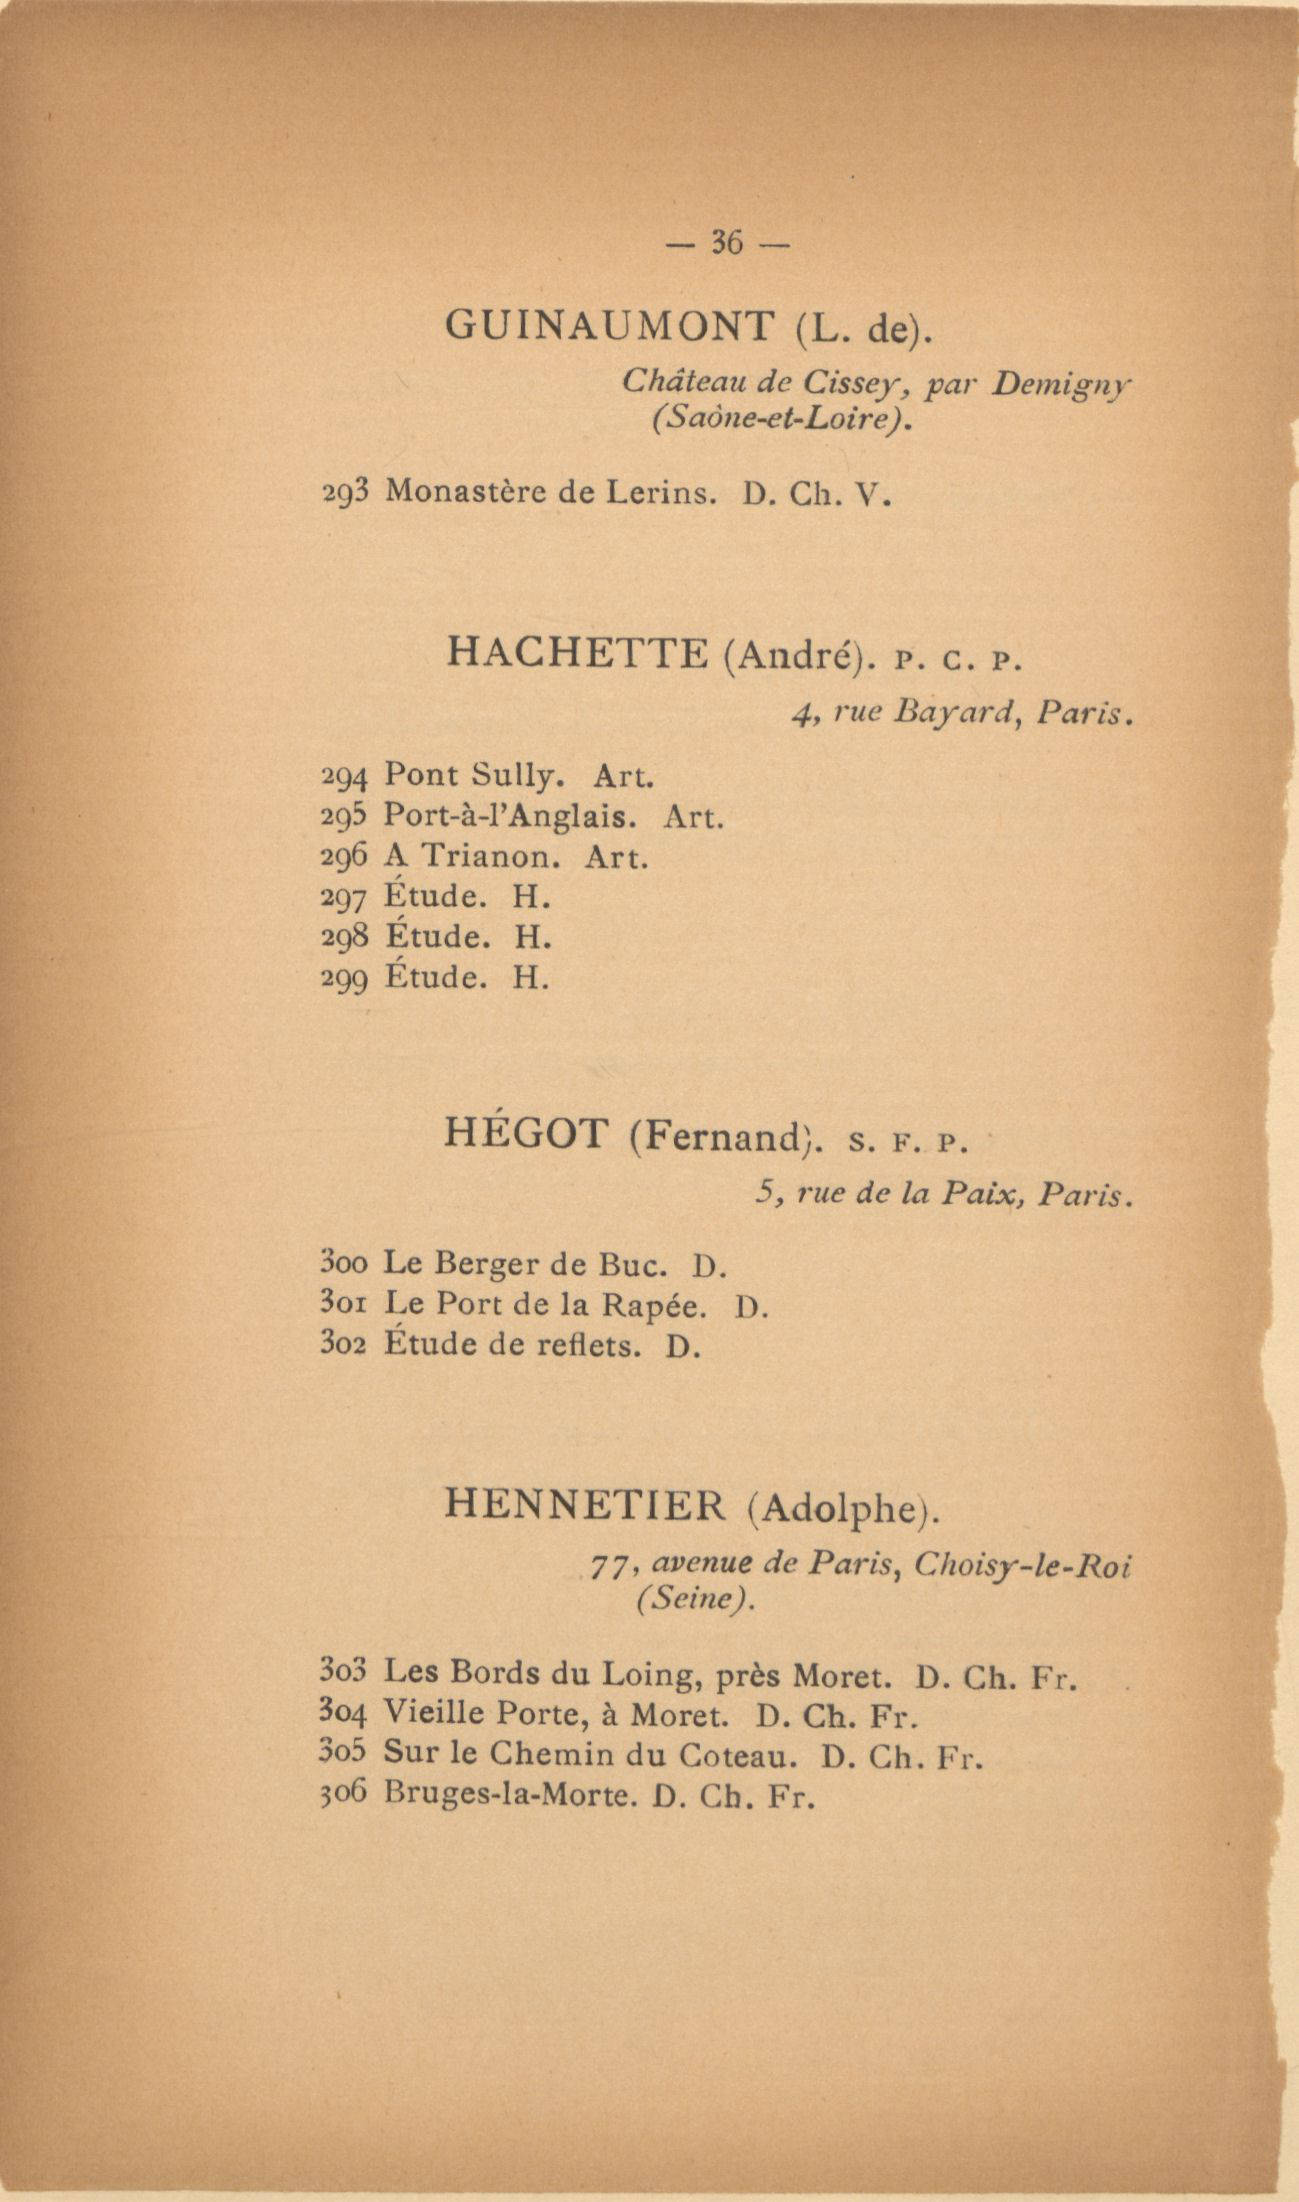 — 36 —
GUINAUMONT (L. de).
Château de Cissey, par Demigny
(Saône-et-Loire).
293 Monastère de Lerins. D. Ch. V.
HACHETTE (André). P. C. P.
4, rue Bayard, Paris.
294 Pont Sully. Art.
295 Port-à-l'Anglais. Art.
296 A Trianon. Art.
297 Étude. H.
298 Étude. H.
299 Étude. H.
HÉGOT (Fernand). S. F. P.
5, rue de la Paix, Paris.
300 Le Berger de Buc. D.
301 Le Port de la Rapée. D.
302 Étude de reflets. D.
HENNETIER (Adolphe).
77, avenue de Paris, Choisy-le-Roi
(Seine).
303 Les Bords du Loing, près Moret. D. Ch. Fr.
304 Vieille Porte, à Moret. D. Ch. Fr.
305 Sur le Chemin du Coteau. D. Ch. Fr.
306 Bruges-la-Morte. D. Ch. Fr.